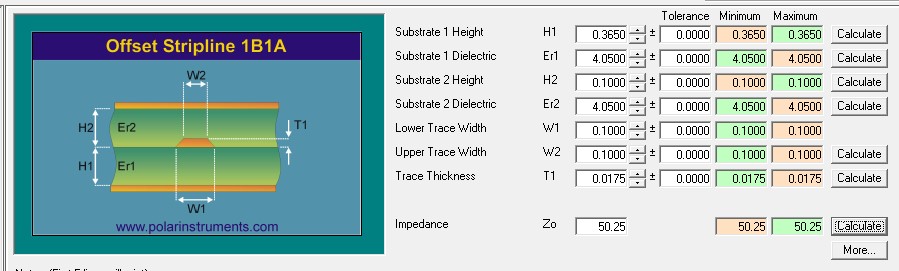 Offset Stripline 1B1A
W2
H2 Er2 T1
H1 Er1
W1
www.polarinstruments.com
Tolerance Minimum Maximum
Substrate 1 Height H1 0.3650 ± 0.0000 0.3650 0.3650 Calculate
Substrate 1 Dielectric Er1 4.0500 ± 0.0000 4.0500 4.0500 Calculate
Substrate 2 Height H2 0.1000 ± 0.0000 0.1000 0.1000 Calculate
Substrate 2 Dielectric Er2 4.0500 ± 0.0000 4.0500 4.0500 Calculate
Lower Trace Width W1 0.1000 ± 0.0000 0.1000 0.1000
Upper Trace Width W2 0.1000 ± 0.0000 0.1000 0.1000 Calculate
Trace Thickness T1 0.0175 ± 0.0000 0.0175 0.0175 Calculate
Impedance Zo 50.25 50.25 50.25 Calculate
More...